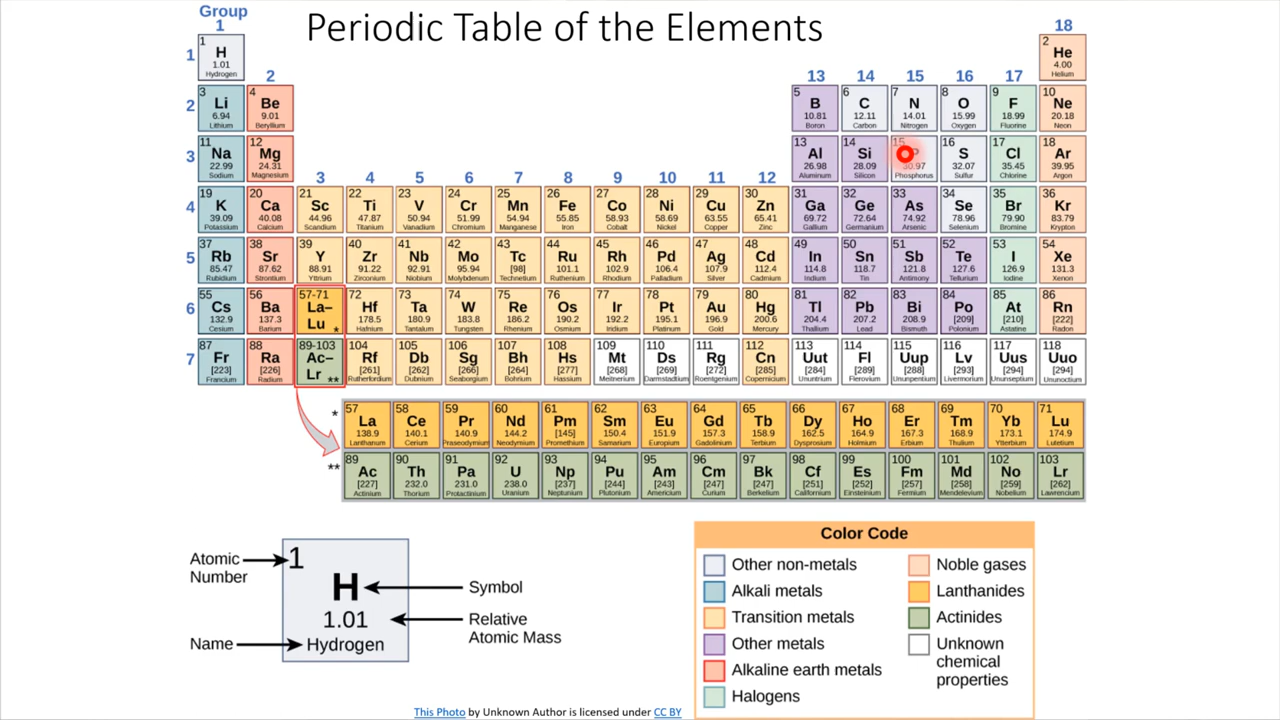 Periodic Table of the Elements
Group
1 18
1 H 1.01 Hydrogen 2 He 4.00 Helium
1
2 13 14 15 16 17
3 Li 6.94 Lithium 4 Be 9.01 Beryllium 5 B 10.81 Boron 6 C 12.11 Carbon 7 N 14.01 Nitrogen 8 O 15.99 Oxygen 9 F 18.99 Fluorine 10 Ne 20.18 Neon
2
11 Na 22.99 Sodium 12 Mg 24.31 Magnesium 13 Al 26.98 Aluminum 14 Si 28.09 Silicon 15 P 30.97 Phosphorus 16 S 32.07 Sulfur 17 Cl 35.45 Chlorine 18 Ar 39.95 Argon
3
3 4 5 6 7 8 9 10 11 12
19 K 39.09 Potassium 20 Ca 40.08 Calcium 21 Sc 44.96 Scandium 22 Ti 47.87 Titanium 23 V 50.94 Vanadium 24 Cr 51.99 Chromium 25 Mn 54.94 Manganese 26 Fe 55.85 Iron 27 Co 58.93 Cobalt 28 Ni 58.69 Nickel 29 Cu 63.55 Copper 30 Zn 65.41 Zinc 31 Ga 69.72 Gallium 32 Ge 72.64 Germanium 33 As 74.92 Arsenic 34 Se 78.96 Selenium 35 Br 79.90 Bromine 36 Kr 83.79 Krypton
4
37 Rb 85.47 Rubidium 38 Sr 87.62 Strontium 39 Y 88.91 Yttrium 40 Zr 91.22 Zirconium 41 Nb 92.91 Niobium 42 Mo 95.94 Molybdenum 43 Tc [98] Technetium 44 Ru 101.1 Ruthenium 45 Rh 102.9 Rhodium 46 Pd 106.4 Palladium 47 Ag 107.9 Silver 48 Cd 112.4 Cadmium 49 In 114.8 Indium 50 Sn 118.7 Tin 51 Sb 121.8 Antimony 52 Te 127.6 Tellurium 53 I 126.9 Iodine 54 Xe 131.3 Xenon
5
55 Cs 132.9 Cesium 56 Ba 137.3 Barium 57-71 La– Lu * 72 Hf 178.5 Hafnium 73 Ta 180.9 Tantalum 74 W 183.8 Tungsten 75 Re 186.2 Rhenium 76 Os 190.2 Osmium 77 Ir 192.2 Iridium 78 Pt 195.1 Platinum 79 Au 196.9 Gold 80 Hg 200.6 Mercury 81 Tl 204.4 Thallium 82 Pb 207.2 Lead 83 Bi 208.9 Bismuth 84 Po [209] Polonium 85 At [210] Astatine 86 Rn [222] Radon
6
87 Fr [223] Francium 88 Ra [226] Radium 89-103 Ac– Lr ** 104 Rf [261] Rutherfordium 105 Db [262] Dubnium 106 Sg [266] Seaborgium 107 Bh [264] Bohrium 108 Hs [277] Hassium 109 Mt [268] Meitnerium 110 Ds [269] Darmstadtium 111 Rg [272] Roentgenium 112 Cn [285] Copernicium 113 Uut [284] Ununtrium 114 Fl [289] Flerovium 115 Uup [288] Ununpentium 116 Lv [293] Livermorium 117 Uus [294] Ununseptium 118 Uuo [294] Ununoctium
7
* 57 La 138.9 Lanthanum 58 Ce 140.1 Cerium 59 Pr 140.9 Praseodymium 60 Nd 144.2 Neodymium 61 Pm [145] Promethium 62 Sm 150.4 Samarium 63 Eu 151.9 Europium 64 Gd 157.3 Gadolinium 65 Tb 158.9 Terbium 66 Dy 162.5 Dysprosium 67 Ho 164.9 Holmium 68 Er 167.3 Erbium 69 Tm 168.9 Thulium 70 Yb 173.1 Ytterbium 71 Lu 174.9 Lutetium
** 89 Ac [227] Actinium 90 Th 232.0 Thorium 91 Pa 231.0 Protactinium 92 U 238.0 Uranium 93 Np [237] Neptunium 94 Pu [244] Plutonium 95 Am [243] Americium 96 Cm [247] Curium 97 Bk [247] Berkelium 98 Cf [251] Californium 99 Es [252] Einsteinium 100 Fm [257] Fermium 101 Md [258] Mendelevium 102 No [259] Nobelium 103 Lr [262] Lawrencium
Atomic
Number
1
H
1.01
Hydrogen
Symbol
Relative
Atomic Mass
Name
Color Code
Other non-metals
Alkali metals
Transition metals
Other metals
Alkaline earth metals
Halogens
Noble gases
Lanthanides
Actinides
Unknown
chemical
properties
This Photo by Unknown Author is licensed under CC BY